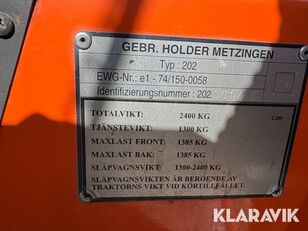 GEBR. HOLDER METZINGEN
Typ : 202
EWG-Nr.: e1 - 74/150-0058
Identifizierungsnummer : 202
TOTALVIKT: 2400 KG
TJÄNSTEVIKT: 1300 KG
MAXLAST FRONT: 1385 KG
MAXLAST BAK: 1385 KG
SLÄPVAGNSVIKT: 1300-2400 KG
SLÄPVAGNSVIKTEN ÄR BEROENDE AV
TRAKTORNS VIKT VID KÖRTILLFÄLLET.
KLARAVIK